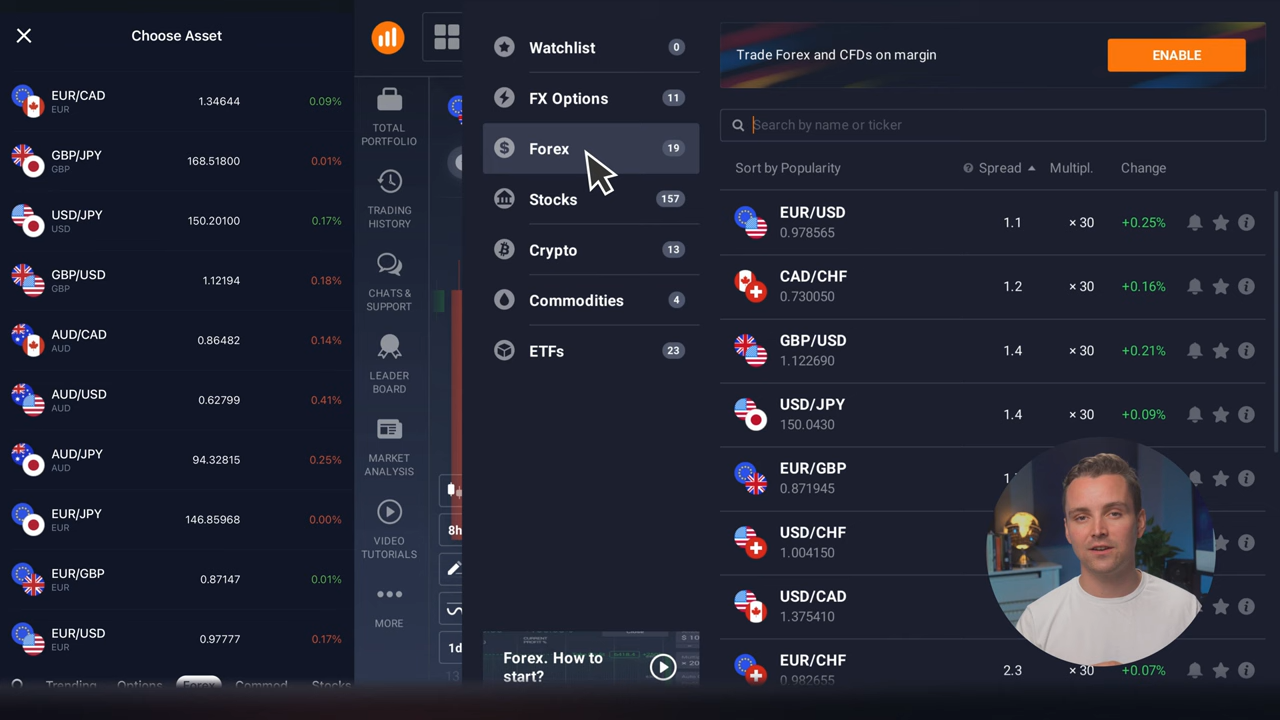 Choose Asset
EUR/CAD
EUR
1.34644
0.09%
GBP/JPY
GBP
168.51800
0.01%
USD/JPY
USD
150.20100
0.17%
GBP/USD
GBP
1.12194
0.18%
AUD/CAD
AUD
0.86482
0.14%
AUD/USD
AUD
0.62799
0.41%
AUD/JPY
AUD
94.32815
0.25%
EUR/JPY
EUR
146.85968
0.00%
EUR/GBP
EUR
0.87147
0.01%
EUR/USD
EUR
0.97777
0.17%
Trending
Options
Forex
Commod
Stocks
TOTAL
PORTFOLIO
TRADING
HISTORY
CHATS &
SUPPORT
LEADER
BOARD
MARKET
ANALYSIS
VIDEO
TUTORIALS
MORE
8h
1d
13
Watchlist 0
FX Options 11
Forex 19
Stocks 157
Crypto 13
Commodities 4
ETFs 23
Forex. How to
start?
Trade Forex and CFDs on margin
ENABLE
Search by name or ticker
Sort by Popularity
Spread
Multipl.
Change
EUR/USD
0.978565
1.1
× 30
+0.25%
CAD/CHF
0.730050
1.2
× 30
+0.16%
GBP/USD
1.122690
1.4
× 30
+0.21%
USD/JPY
150.0430
1.4
× 30
+0.09%
EUR/GBP
0.871945
USD/CHF
1.004150
USD/CAD
1.375410
EUR/CHF
0.982655
2.3
× 30
+0.07%